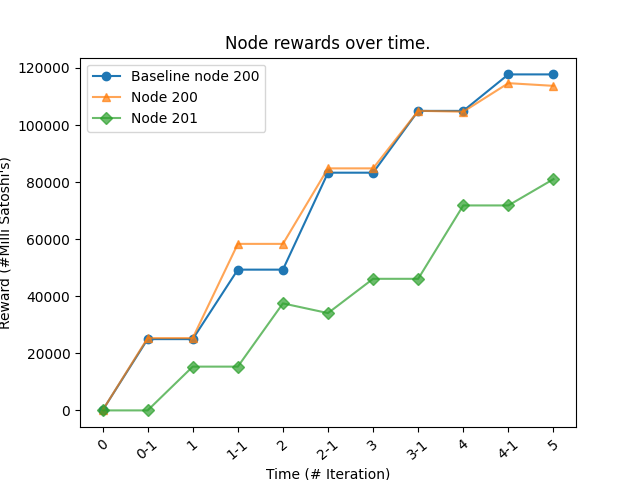 Node rewards over time.
Baseline node 200
Node 200
Node 201
120000
100000
80000
60000
40000
20000
0
Reward (#Milli Satoshi's)
0 0-1 1 1-1 2 2-1 3 3-1 4 4-1 5
Time (# Iteration)